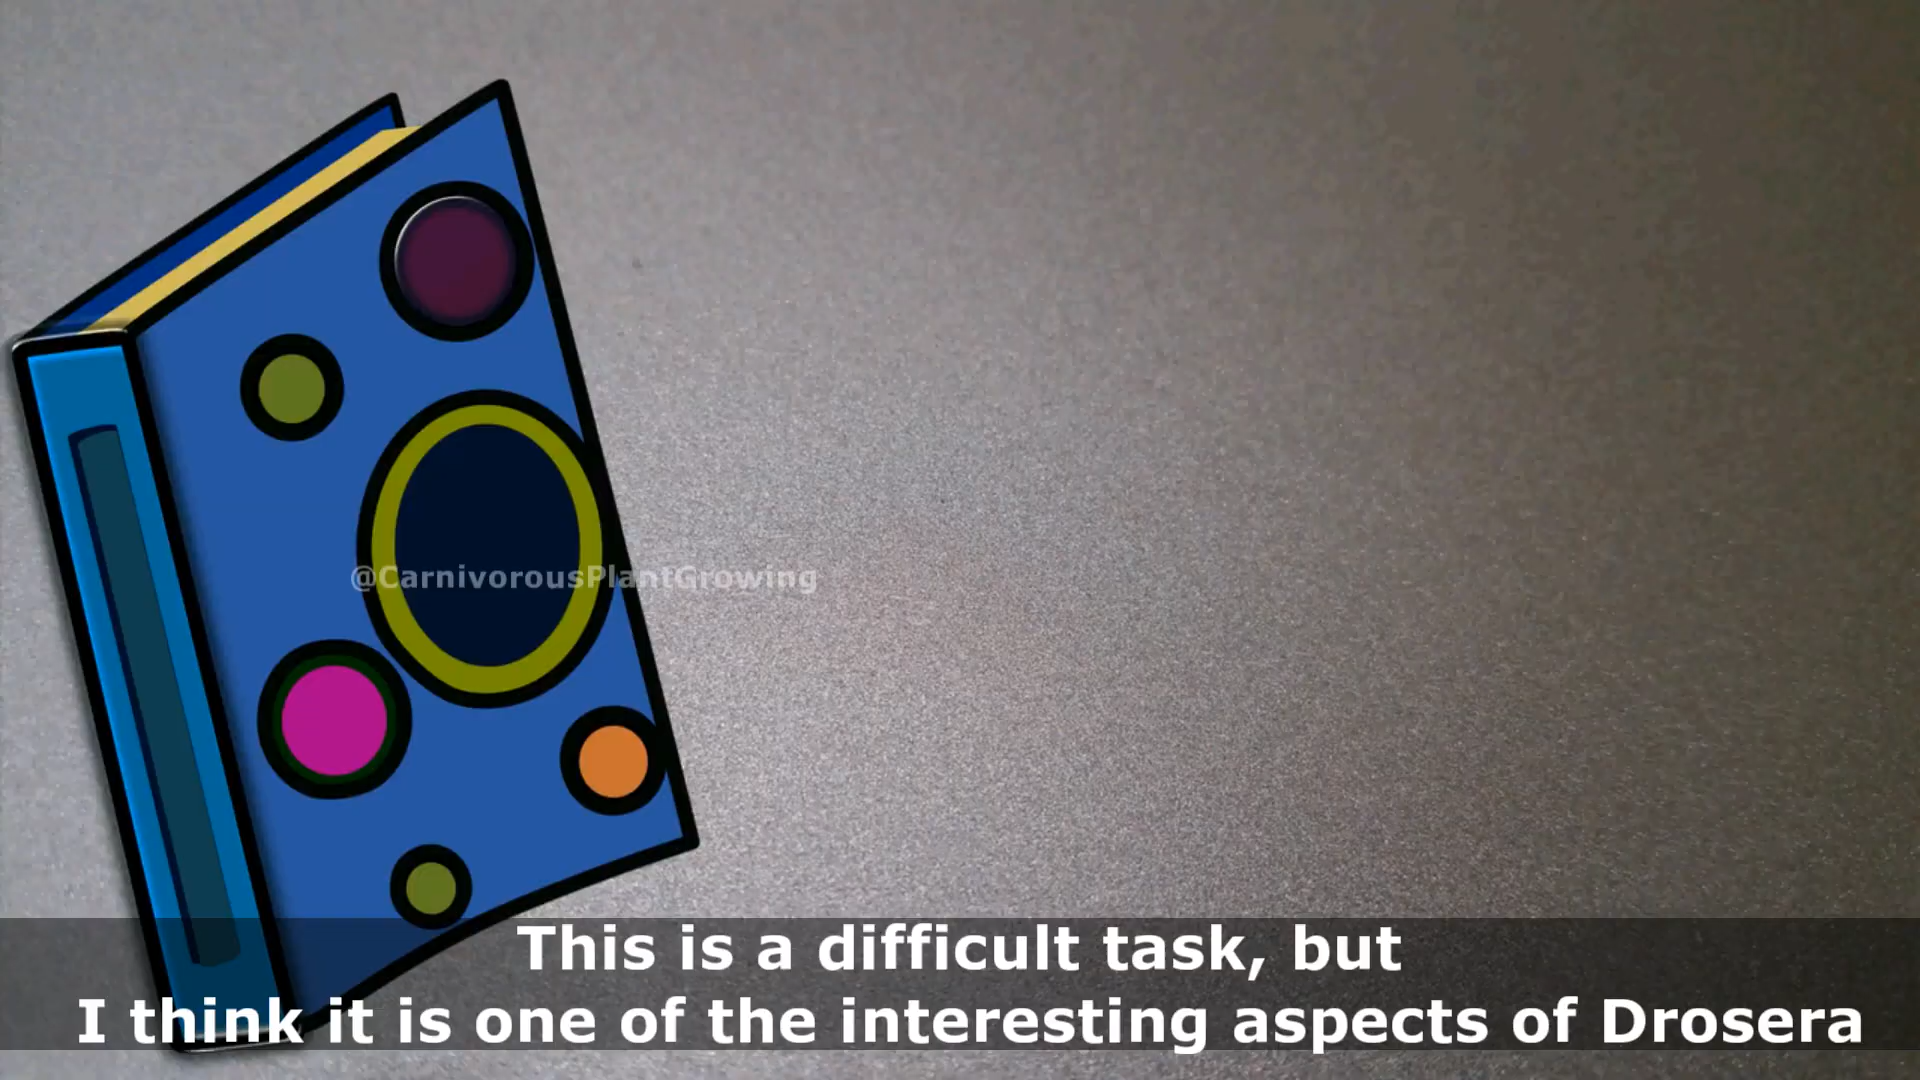 @CarnivorousPlantGrowing
This is a difficult task, but
I think it is one of the interesting aspects of Drosera